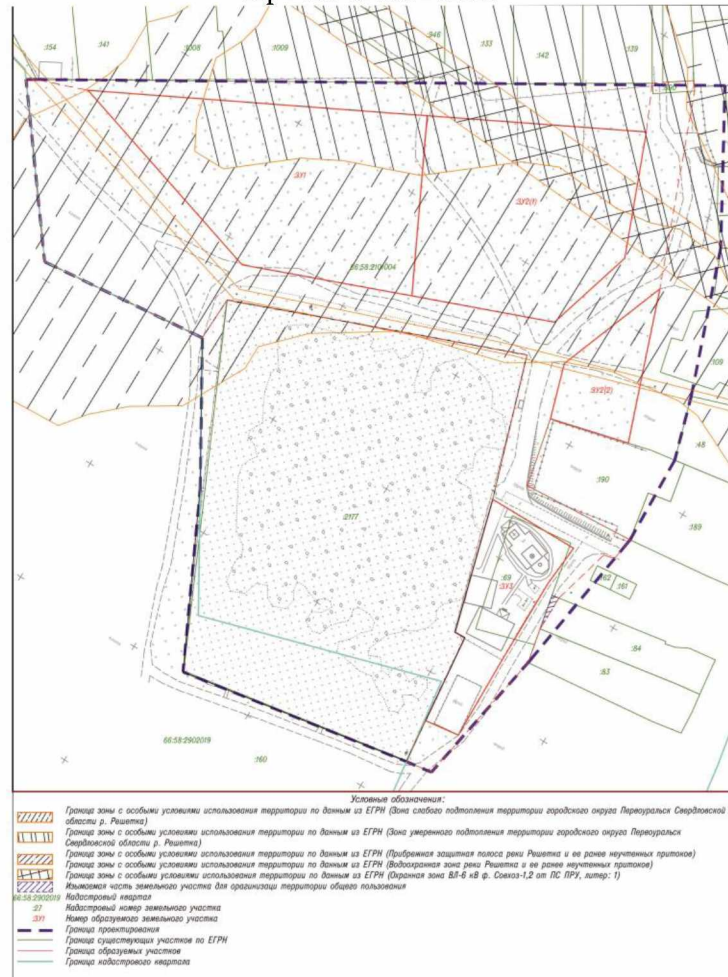 :154
:141
:1008
:1009
:946
:133
:142
:139
:ЗУ1
:ЗУ2(1)
66:58:2101004
:109
:ЗУ2(2)
:48
:190
:2177
:189
:69
:ЗУ3
:162
:161
:84
:83
66:58:2902019
:160
Условные обозначения:
Граница зоны с особыми условиями использования территории по данным из ЕГРН (Зона слабого подтопления территории городского округа Первоуральск Свердловской
области р. Решетка)
Граница зоны с особыми условиями использования территории по данным из ЕГРН (Зона умеренного подтопления территории городского округа Первоуральск
Свердловской области р. Решетка)
Граница зоны с особыми условиями использования территории по данным из ЕГРН (Прибрежная защитная полоса реки Решетка и ее ранее неучтенных притоков)
Граница зоны с особыми условиями использования территории по данным из ЕГРН (Водоохранная зона реки Решетка и ее ранее неучтенных притоков)
Граница зоны с особыми условиями использования территории по данным из ЕГРН (Охранная зона ВЛ-6 кВ ф. Совхоз-1,2 от ПС ПРУ, литер: 1)
Изымаемая часть земельного участка для орагинизаци территории общего пользования
66:58:2902019 Кадастровый квартал
:27 Кадастровый номер земельного участка
:ЗУ1 Номер образуемого земельного участка
Граница проектирования
Граница существующих участков по ЕГРН
Граница образуемых участков
Граница кадастрового квартала